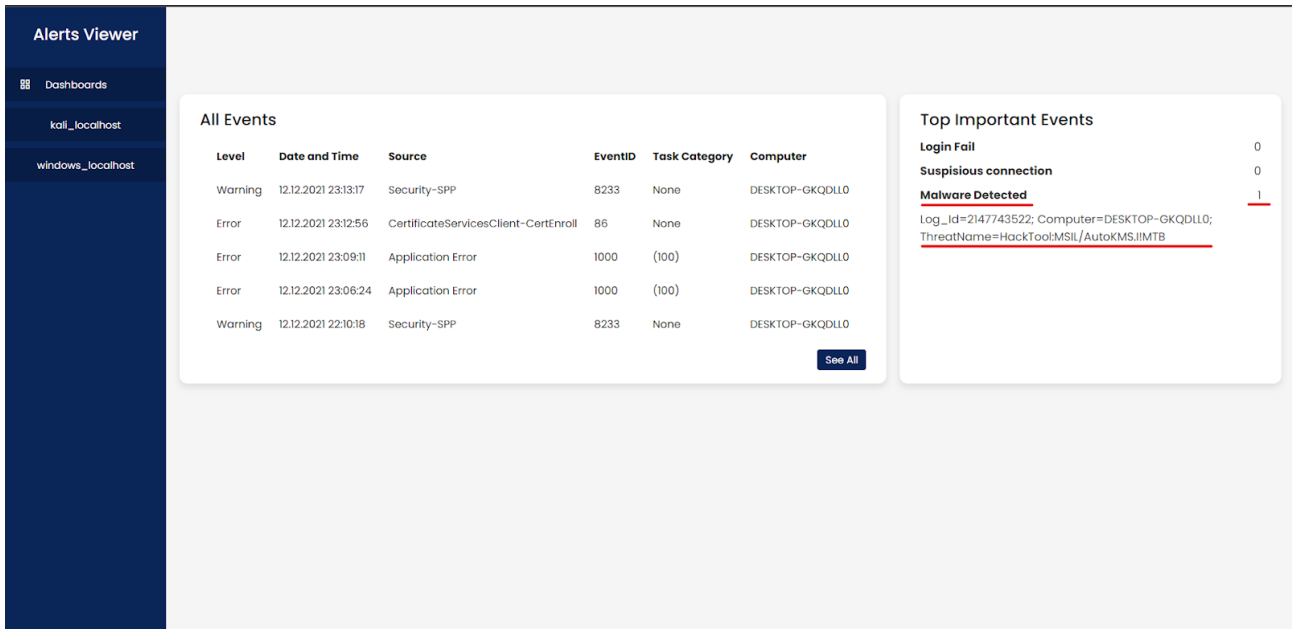 Alerts Viewer
Dashboards
kali_localhost
windows_localhost
All Events
Level Date and Time Source EventID Task Category Computer
Warning 12.12.2021 23:13:17 Security-SPP 8233 None DESKTOP-GKQDLL0
Error 12.12.2021 23:12:56 CertificateServicesClient-CertEnroll 86 None DESKTOP-GKQDLL0
Error 12.12.2021 23:09:11 Application Error 1000 (100) DESKTOP-GKQDLL0
Error 12.12.2021 23:06:24 Application Error 1000 (100) DESKTOP-GKQDLL0
Warning 12.12.2021 22:10:18 Security-SPP 8233 None DESKTOP-GKQDLL0
See All
Top Important Events
Login Fail 0
Suspisious connection 0
Malware Detected 1
Log_Id=2147743522; Computer=DESKTOP-GKQDLL0;
ThreatName=HackTool:MSIL/AutoKMS.I!MTB